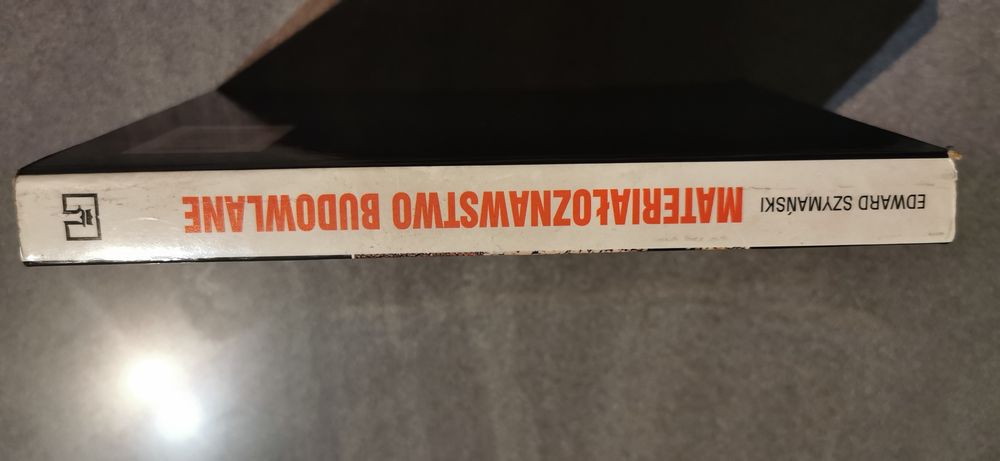 EDWARD SZYMAŃSKI
MATERIAŁOZNAWSTWO BUDOWLANE